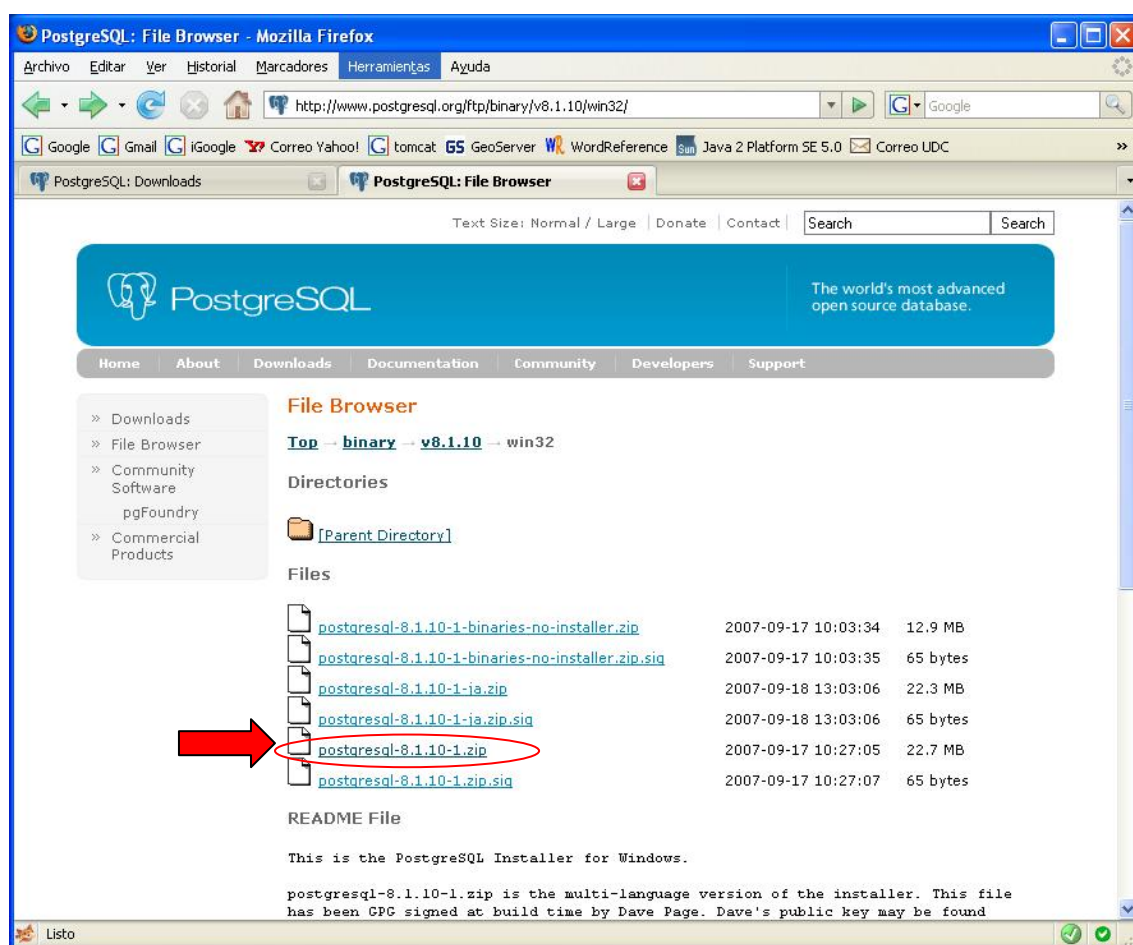 PostgreSQL: File Browser - Mozilla Firefox
Archivo Editar Ver Historial Marcadores Herramientas Ayuda
http://www.postgresql.org/ftp/binary/v8.1.10/win32/ G Google
G Google G Gmail G iGoogle Y? Correo Yahoo! G tomcat GS GeoServer WR WordReference Sun Java 2 Platform SE 5.0 Correo UDC »
PostgreSQL: Downloads PostgreSQL: File Browser
Text Size: Normal / Large | Donate | Contact | Search Search
PostgreSQL
The world's most advanced
open source database.
Home About Downloads Documentation Community Developers Support
» Downloads
» File Browser
» Community
Software
pgFoundry
» Commercial
Products
File Browser
Top → binary → v8.1.10 → win32
Directories
[Parent Directory]
Files
postgresql-8.1.10-1-binaries-no-installer.zip 2007-09-17 10:03:34 12.9 MB
postgresql-8.1.10-1-binaries-no-installer.zip.sig 2007-09-17 10:03:35 65 bytes
postgresql-8.1.10-1-ja.zip 2007-09-18 13:03:06 22.3 MB
postgresql-8.1.10-1-ja.zip.sig 2007-09-18 13:03:06 65 bytes
postgresql-8.1.10-1.zip 2007-09-17 10:27:05 22.7 MB
postgresql-8.1.10-1.zip.sig 2007-09-17 10:27:07 65 bytes
README File
This is the PostgreSQL Installer for Windows.
postgresql-8.1.10-1.zip is the multi-language version of the installer. This file
has been GPG signed at build time by Dave Page. Dave's public key may be found
Listo